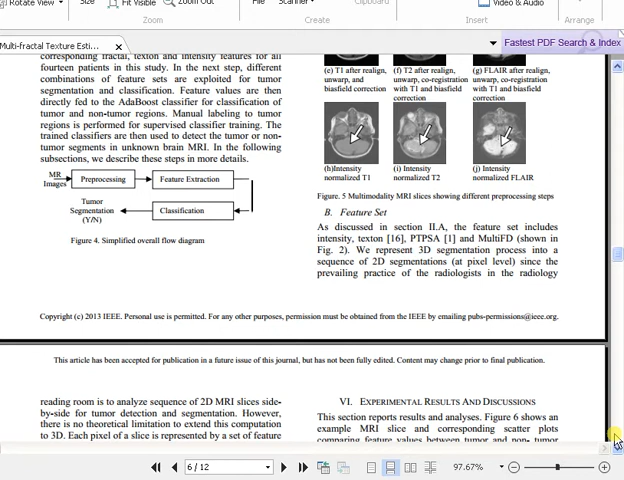 Rotate View
Size
Fit Visible
Zoom Out
File
Scanner
Clipboard
Video & Audio
Zoom
Create
Insert
Arrange
Multi-fractal Texture Esti...
Fastest PDF Search & Index
corresponding fractal, texton and intensity features for all
fourteen patients in this study. In the next step, different
combinations of feature sets are exploited for tumor
segmentation and classification. Feature values are then
directly fed to the AdaBoost classifier for classification of
tumor and non-tumor regions. Manual labeling to tumor
regions is performed for supervised classifier training. The
trained classifiers are then used to detect the tumor or non-
tumor segments in unknown brain MRI. In the following
subsections, we describe these steps in more details.
MR
Images
Preprocessing
Feature Extraction
Tumor
Segmentation
(Y/N)
Classification
Figure 4. Simplified overall flow diagram
(e) T1 after realign,
unwarp, and
biasfield correction
(f) T2 after realign,
unwarp, co-registration
with T1 and biasfield
correction
(g) FLAIR after realign,
unwarp, co-registration
with T1 and biasfield
correction
(h)Intensity
normalized T1
(i) Intensity
normalized T2
(j) Intensity
normalized FLAIR
Figure. 5 Multimodality MRI slices showing different preprocessing steps
B. Feature Set
As discussed in section II.A, the feature set includes
intensity, texton [16], PTPSA [1] and MultiFD (shown in
Fig. 2). We represent 3D segmentation process into a
sequence of 2D segmentations (at pixel level) since the
prevailing practice of the radiologists in the radiology
Copyright (c) 2013 IEEE. Personal use is permitted. For any other purposes, permission must be obtained from the IEEE by emailing pubs-permissions@ieee.org.
This article has been accepted for publication in a future issue of this journal, but has not been fully edited. Content may change prior to final publication.
reading room is to analyze sequence of 2D MRI slices side-
by-side for tumor detection and segmentation. However,
there is no theoretical limitation to extend this computation
to 3D. Each pixel of a slice is represented by a set of feature
VI. EXPERIMENTAL RESULTS AND DISCUSSIONS
This section reports results and analyses. Figure 6 shows an
example MRI slice and corresponding scatter plots
comparing feature values between tumor and non- tumor
6 / 12
97.67%